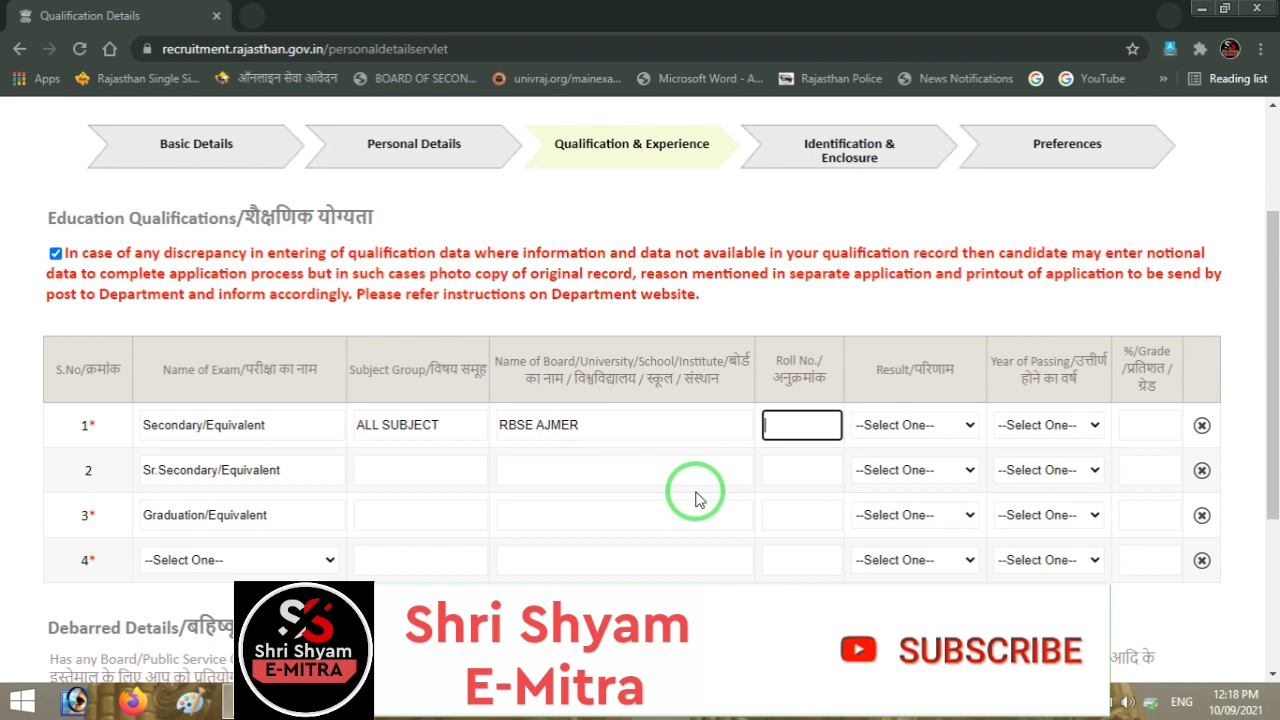 Qualification Details
recruitment.rajasthan.gov.in/personaldetailservlet
Apps Rajasthan Single Si... ऑनलाइन सेवा आवेदन BOARD OF SECON... univraj.org/mainexa... Microsoft Word - A... Rajasthan Police News Notifications YouTube » Reading list
Basic Details
Personal Details
Qualification & Experience
Identification &
Enclosure
Preferences
Education Qualifications/शैक्षणिक योग्यता
In case of any discrepancy in entering of qualification data where information and data not available in your qualification record then candidate may enter notional
data to complete application process but in such cases photo copy of original record, reason mentioned in separate application and printout of application to be send by
post to Department and inform accordingly. Please refer instructions on Department website.
S.No/क्रमांक
Name of Exam/परीक्षा का नाम
Subject Group/विषय समूह
Name of Board/University/School/Institute/बोर्ड
का नाम / विश्वविद्यालय / स्कूल / संस्थान
Roll No./
अनुक्रमांक
Result/परिणाम
Year of Passing/उत्तीर्ण
होने का वर्ष
%/Grade
/प्रतिशत /
ग्रेड
1* Secondary/Equivalent ALL SUBJECT RBSE AJMER --Select One-- --Select One--
2 Sr.Secondary/Equivalent --Select One-- --Select One--
3* Graduation/Equivalent --Select One-- --Select One--
4* --Select One-- --Select One-- --Select One--
Debarred Details/
Has any Board/Public Service
आदि के
इस्तेमाल के लिए आप को
SS
Shri Shyam
E-MITRA
Shri Shyam
E-Mitra
SUBSCRIBE
ENG
12:18 PM
10/09/2021